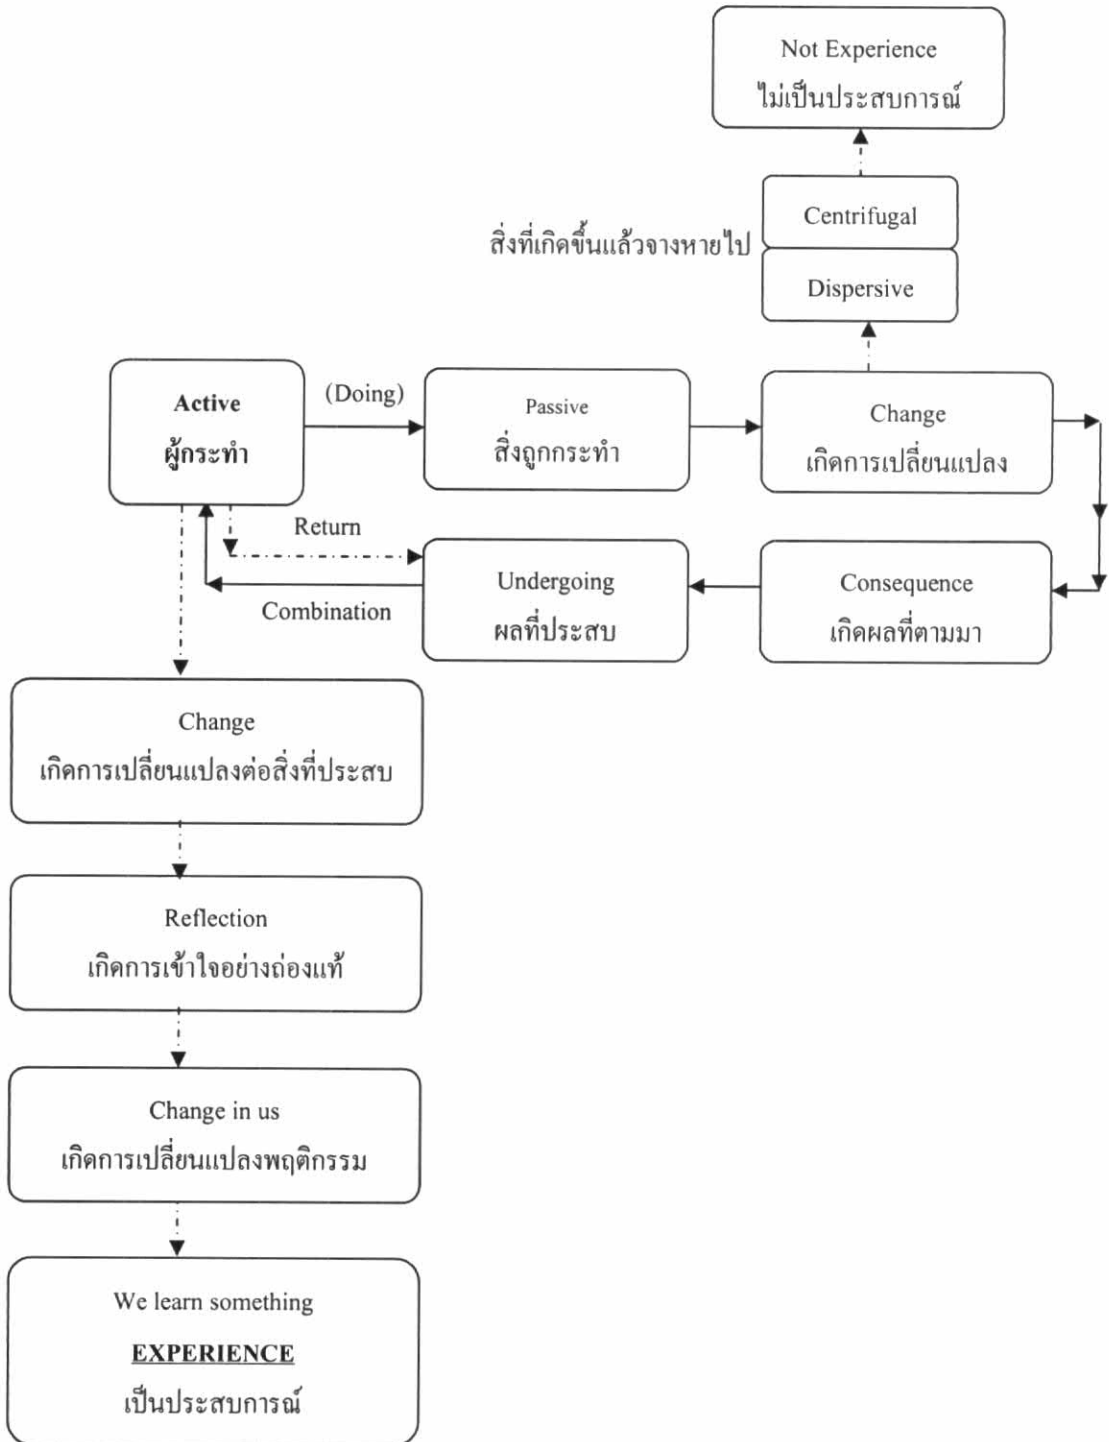 Not Experience
ไม่เป็นประสบการณ์
Centrifugal
สิ่งที่เกิดขึ้นแล้วจางหายไป
Dispersive
Active
ผู้กระทำ
(Doing)
Passive
สิ่งถูกกระทำ
Change
เกิดการเปลี่ยนแปลง
Return
Combination
Undergoing
ผลที่ประสบ
Consequence
เกิดผลที่ตามมา
Change
เกิดการเปลี่ยนแปลงต่อสิ่งที่ประสบ
Reflection
เกิดการเข้าใจอย่างถ่องแท้
Change in us
เกิดการเปลี่ยนแปลงพฤติกรรม
We learn something
EXPERIENCE
เป็นประสบการณ์